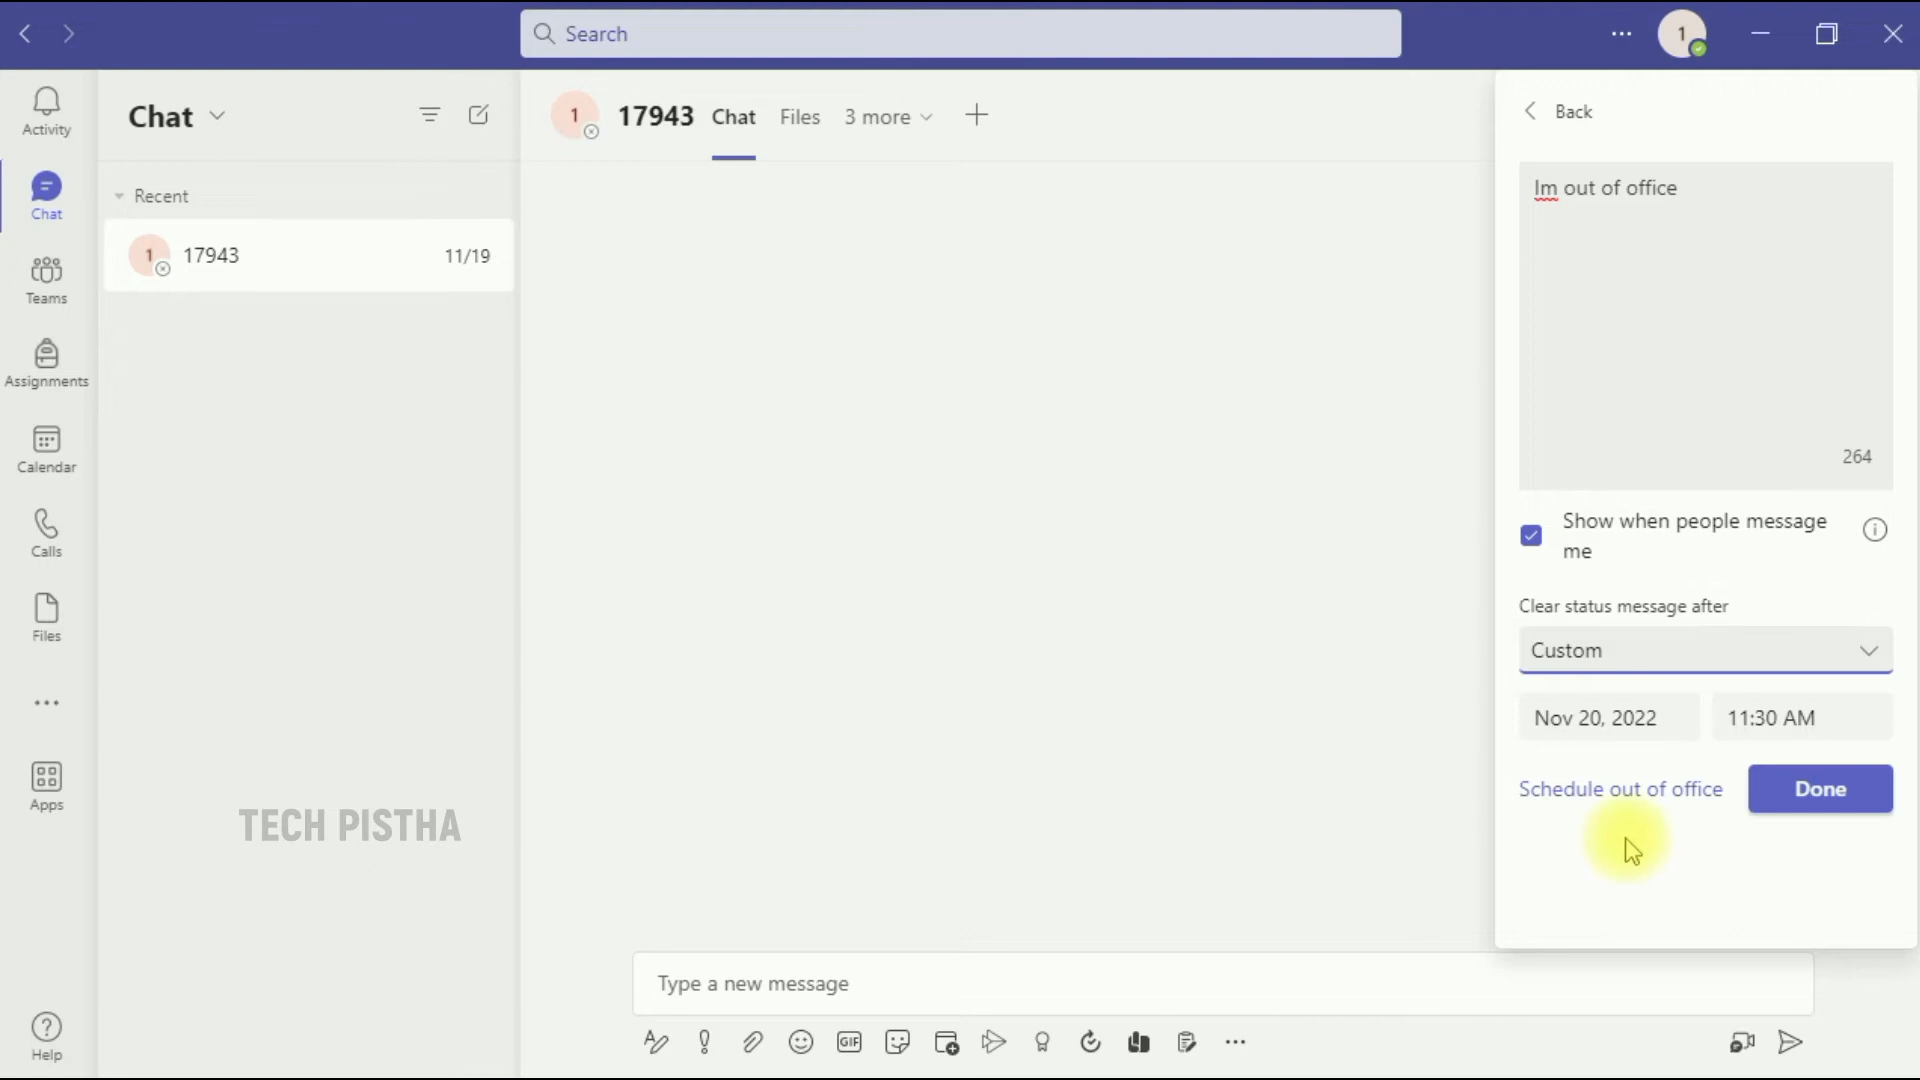 Search
1
Activity
Chat
Teams
Assignments
Calendar
Calls
Files
Apps
Help
Chat
Recent
1 17943 11/19
TECH PISTHA
1 17943 Chat Files 3 more
Type a new message
GIF
Back
Im out of office
264
Show when people message
me
Clear status message after
Custom
Nov 20, 2022 11:30 AM
Schedule out of office Done